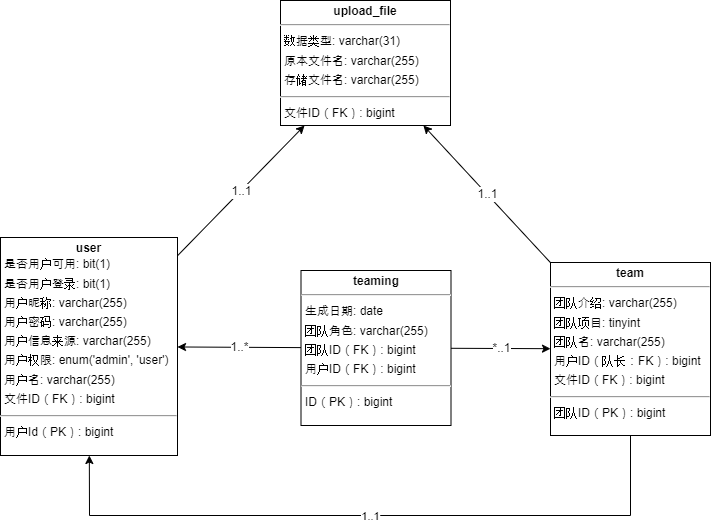 upload_file
数据类型: varchar(31)
原本文件名: varchar(255)
存储文件名: varchar(255)
文件ID（FK）: bigint
1..1
1..1
user
是否用户可用: bit(1)
是否用户登录: bit(1)
用户昵称: varchar(255)
用户密码: varchar(255)
用户信息来源: varchar(255)
用户权限: enum('admin', 'user')
用户名: varchar(255)
文件ID（FK）: bigint
用户Id（PK）: bigint
1..*
teaming
生成日期: date
团队角色: varchar(255)
团队ID（FK）: bigint
用户ID（FK）: bigint
ID（PK）: bigint
*..1
team
团队介绍: varchar(255)
团队项目: tinyint
团队名: varchar(255)
用户ID（队长：FK）: bigint
文件ID（FK）: bigint
团队ID（PK）: bigint
1..1